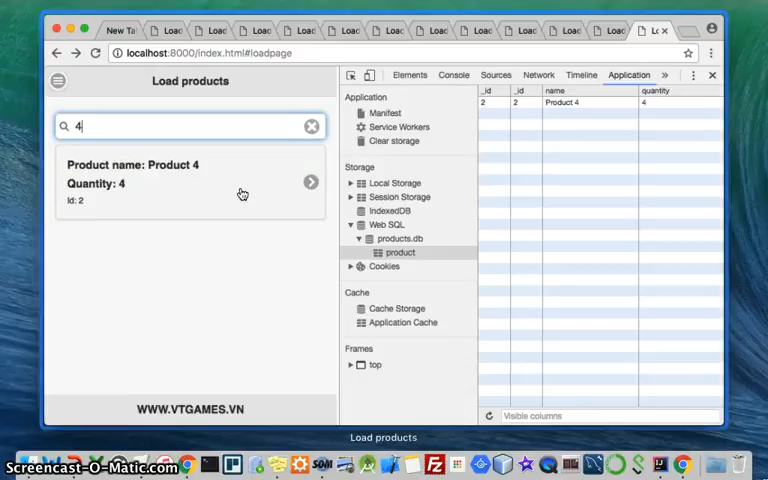 New Ta
Load
Load
Load
Load
Load
Load
Load
Load
Load
Load
Lo
localhost:8000/index.html#loadpage
Load products
4
Product name: Product 4
Quantity: 4
Id: 2
WWW.VTGAMES.VN
Elements Console Sources Network Timeline Application »
Application
Manifest
Service Workers
Clear storage
Storage
Local Storage
Session Storage
IndexedDB
Web SQL
products.db
product
Cookies
Cache
Cache Storage
Application Cache
Frames
top
_id _id name quantity
2 2 Product 4 4
Visible columns
Load products
Screencast-O-Matic.com
SOM
FZ